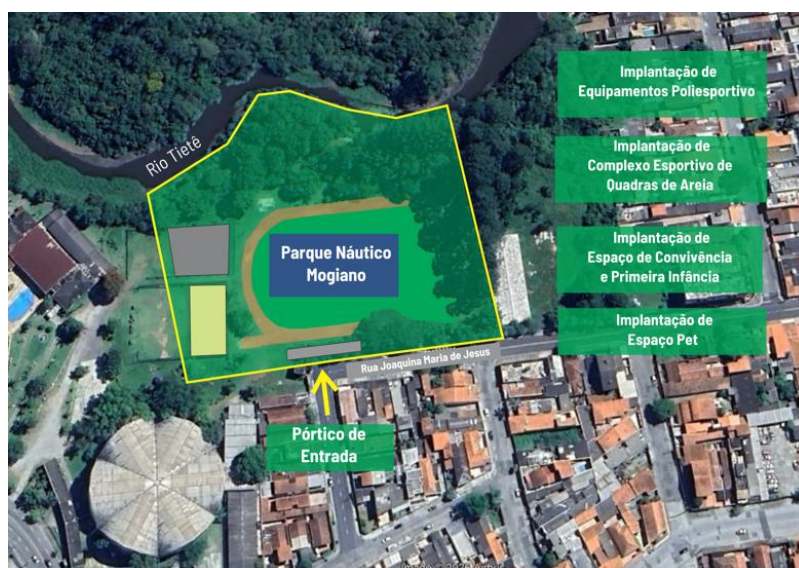 Implantação de
Equipamentos Poliesportivo
Implantação de
Complexo Esportivo de
Quadras de Areia
Implantação de
Espaço de Convivência
e Primeira Infância
Implantação de
Espaço Pet
Rio Tietê
Parque Náutico
Mogiano
Rua Joaquina Maria de Jesus
Pórtico de
Entrada